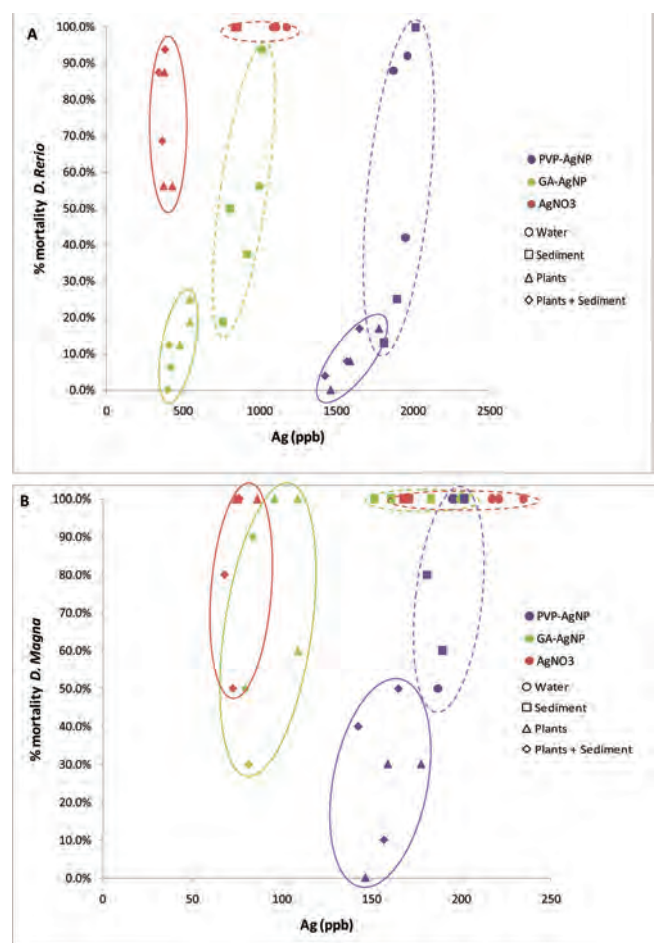 A
100.0%
90.0%
80.0%
70.0%
60.0%
50.0%
40.0%
30.0%
20.0%
10.0%
0.0%
% mortality D. Rerio
0 500 1000 1500 2000 2500
Ag (ppb)
PVP-AgNP
GA-AgNP
AgNO3
Water
Sediment
Plants
Plants + Sediment
B
100.0%
90.0%
80.0%
70.0%
60.0%
50.0%
40.0%
30.0%
20.0%
10.0%
0.0%
% mortality D. Magna
0 50 100 150 200 250
Ag (ppb)
PVP-AgNP
GA-AgNP
AgNO3
Water
Sediment
Plants
Plants + Sediment